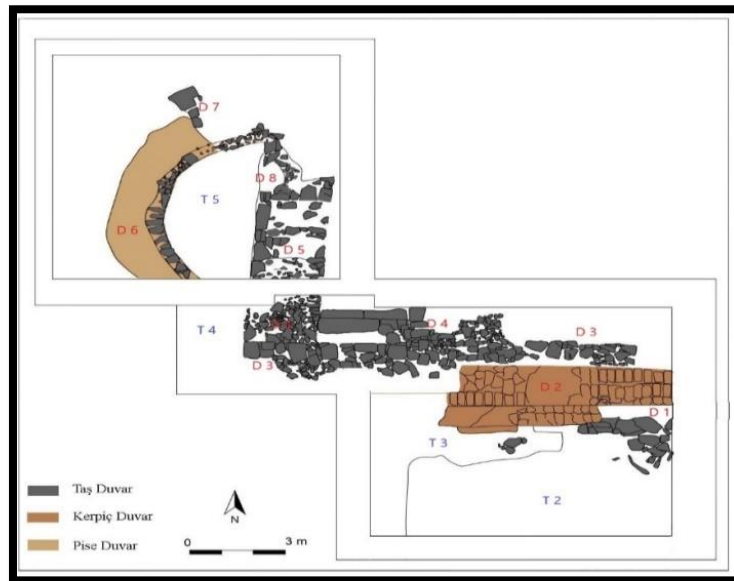 D 7
D 8
T 5
D 6
D 5
T 4
D 4
D 3
D 3
D 2
D 1
T 3
T 2
Taş Duvar
Kerpiç Duvar
Pise Duvar
N
0
3 m